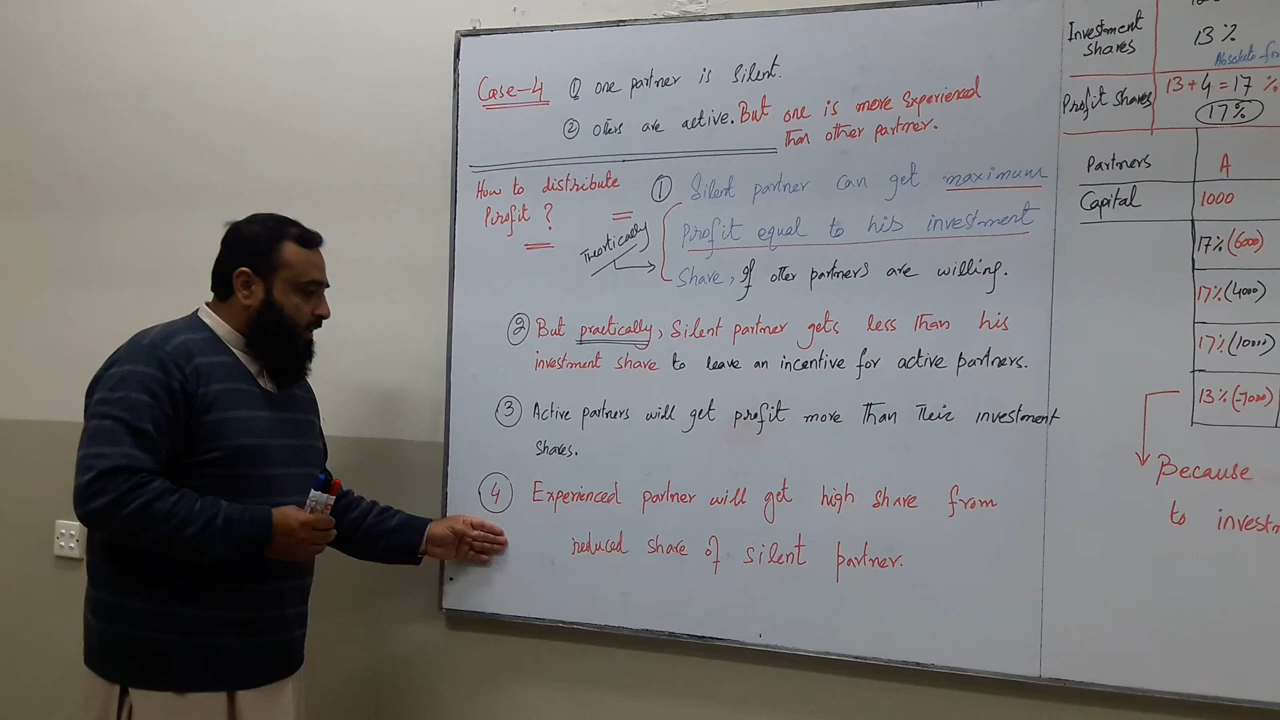 Case-4 ① one partner is silent.
② others are active. But one is more experienced
than other partner.
How to distribute
Profit?
① Silent partner can get maximum
Profit equal to his investment
Theortically
Share, if other partners are willing.
② But practically, Silent partner gets less than his
investment share to leave an incentive for active partners.
③ Active partners will get profit more than their investment
Shares.
④ Experienced partner will get high share from
reduced share of silent partner.
Investment
shares
13%
Profit shares
13+4=17 %
17%
Partners A
Capital 1000
17% (6000)
17% (4000)
17% (1000)
13% (-7000)
Because
to